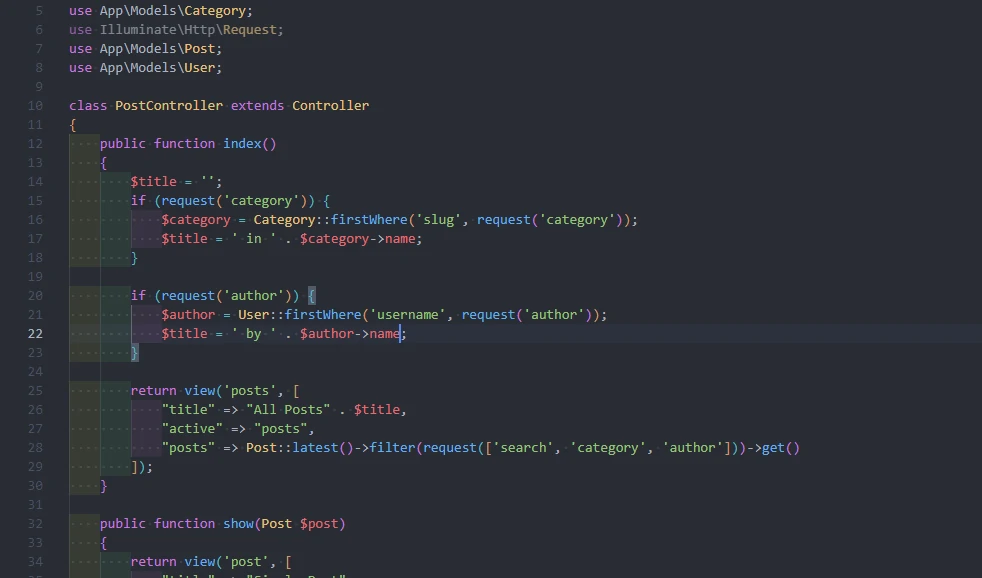 5 use App\Models\Category;
6 use Illuminate\Http\Request;
7 use App\Models\Post;
8 use App\Models\User;
9
10 class PostController extends Controller
11 {
12 public function index()
13 {
14 $title = '';
15 if (request('category')) {
16 $category = Category::firstWhere('slug', request('category'));
17 $title = ' in ' . $category->name;
18 }
19
20 if (request('author')) {
21 $author = User::firstWhere('username', request('author'));
22 $title = ' by ' . $author->name;
23 }
24
25 return view('posts', [
26 "title" => "All Posts" . $title,
27 "active" => "posts",
28 "posts" => Post::latest()->filter(request(['search', 'category', 'author']))->get()
29 ]);
30 }
31
32 public function show(Post $post)
33 {
34 return view('post', [